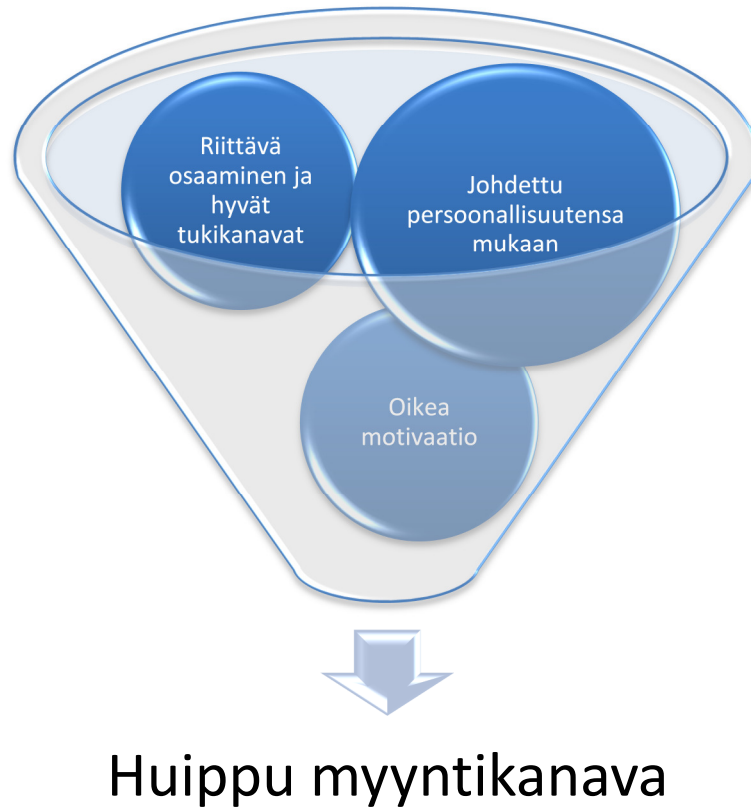 Riittävä
osaaminen ja
hyvät
tukikanavat
Johdettu
persoonallisuutensa
mukaan
Oikea
motivaatio
Huippu myyntikanava